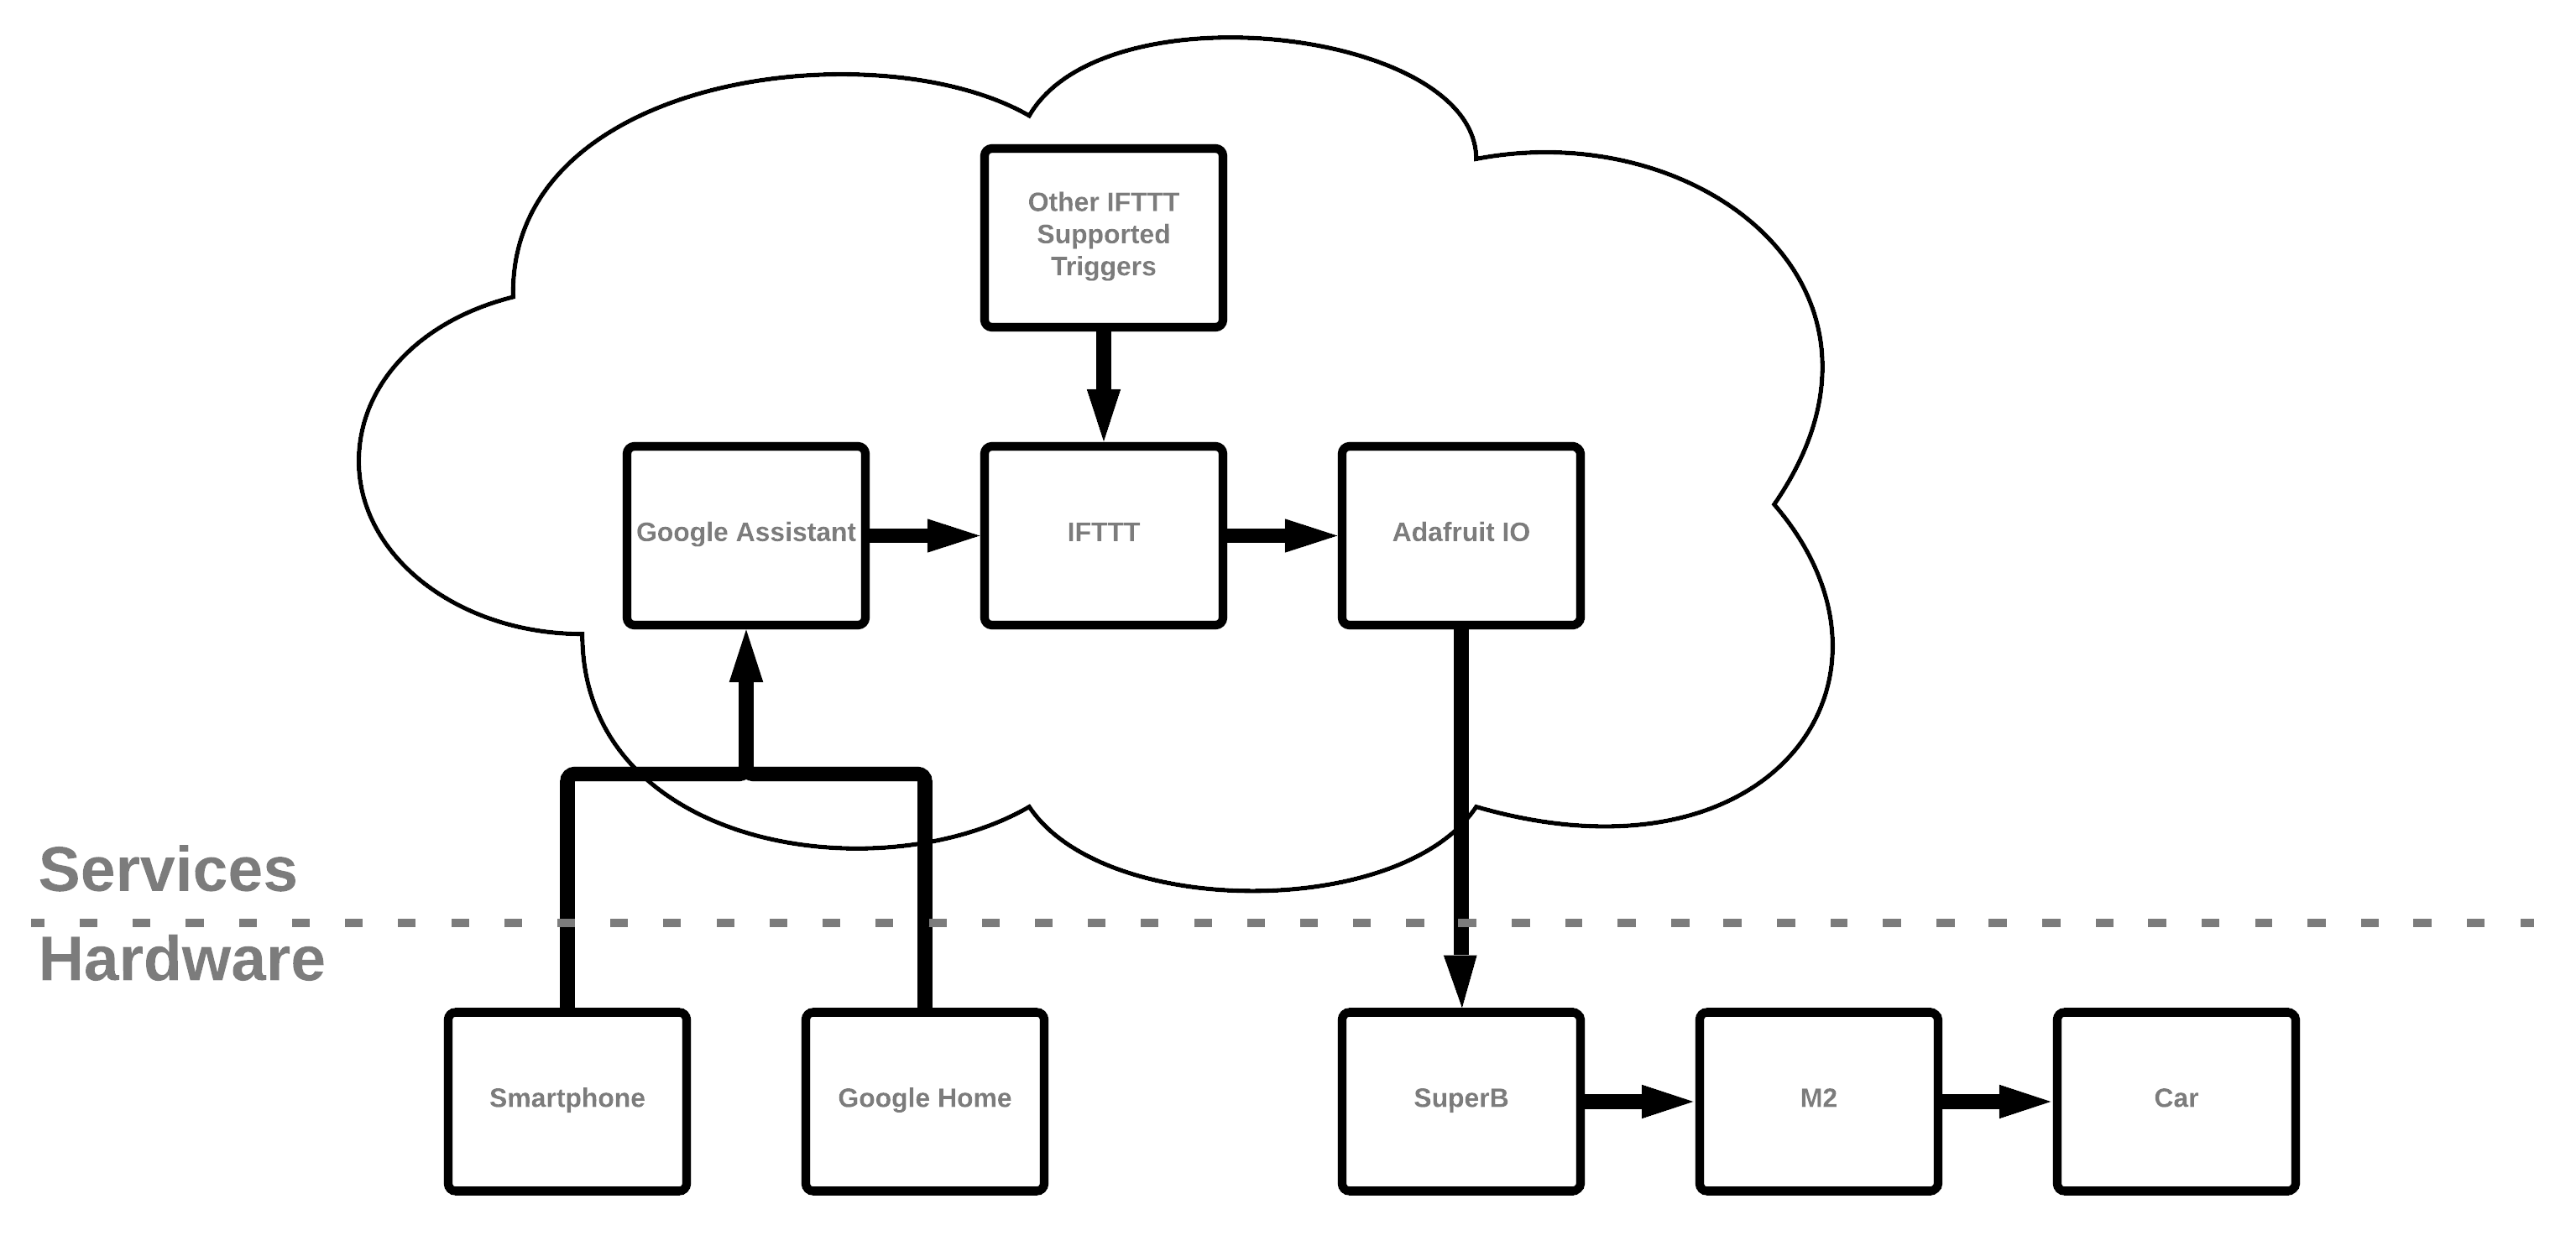 Other IFTTT
Supported
Triggers
Google Assistant
IFTTT
Adafruit IO
Services
Hardware
Smartphone
Google Home
SuperB
M2
Car